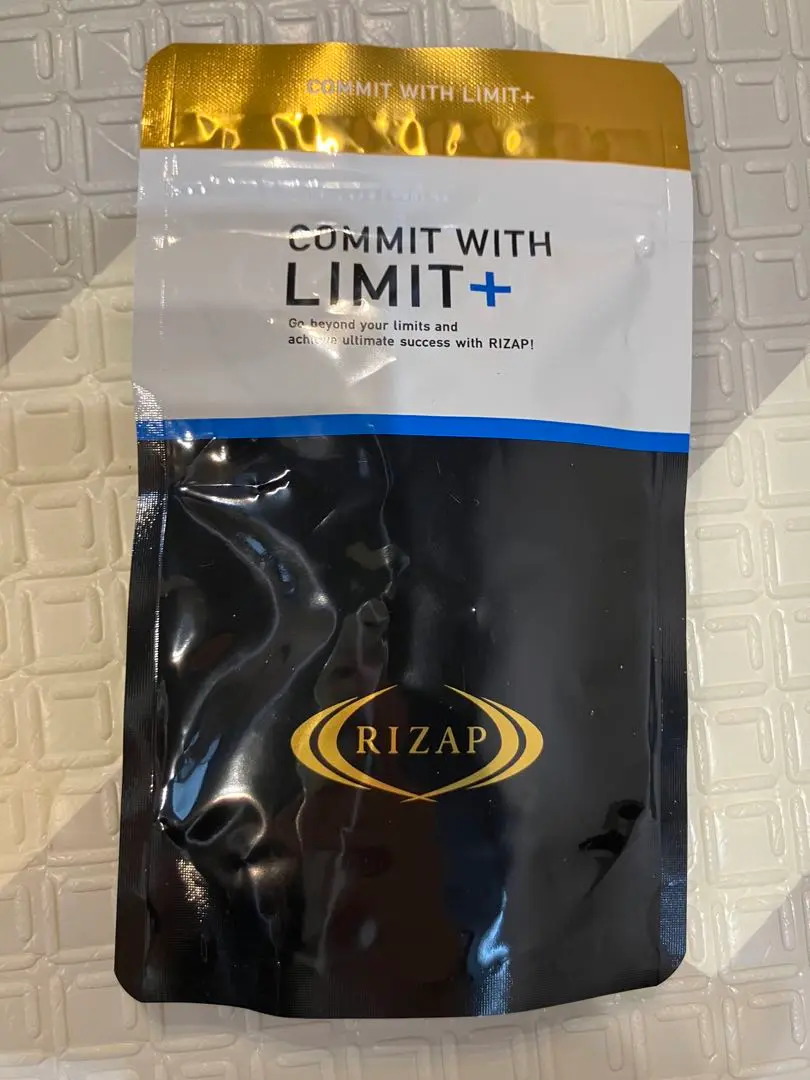 COMMIT WITH LIMIT+
COMMIT WITH
LIMIT+
Go beyond your limits and
achieve ultimate success with RIZAP!
RIZAP